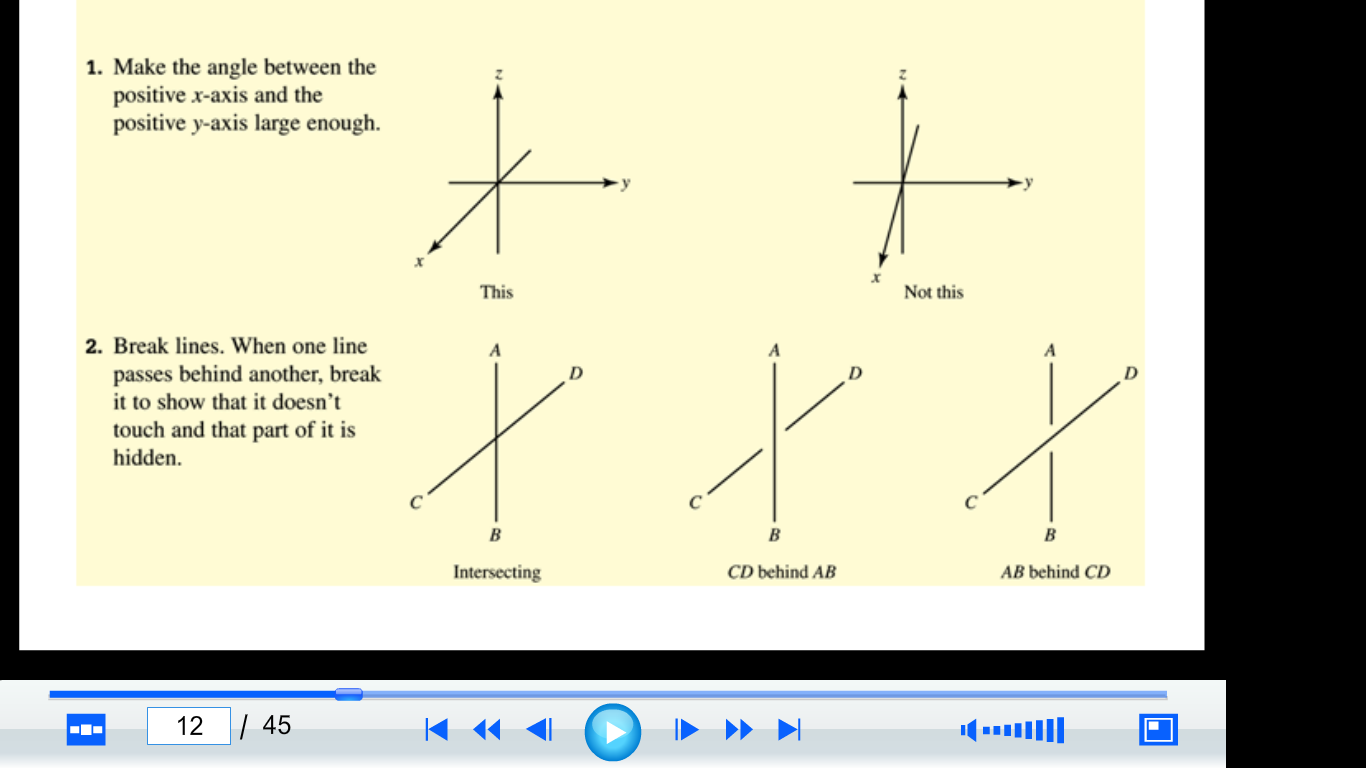 1. Make the angle between the
positive x-axis and the
positive y-axis large enough.
z
y
x
This
z
y
x
Not this
2. Break lines. When one line
passes behind another, break
it to show that it doesn’t
touch and that part of it is
hidden.
A
D
C
B
Intersecting
A
D
C
B
CD behind AB
A
D
C
B
AB behind CD
12 / 45